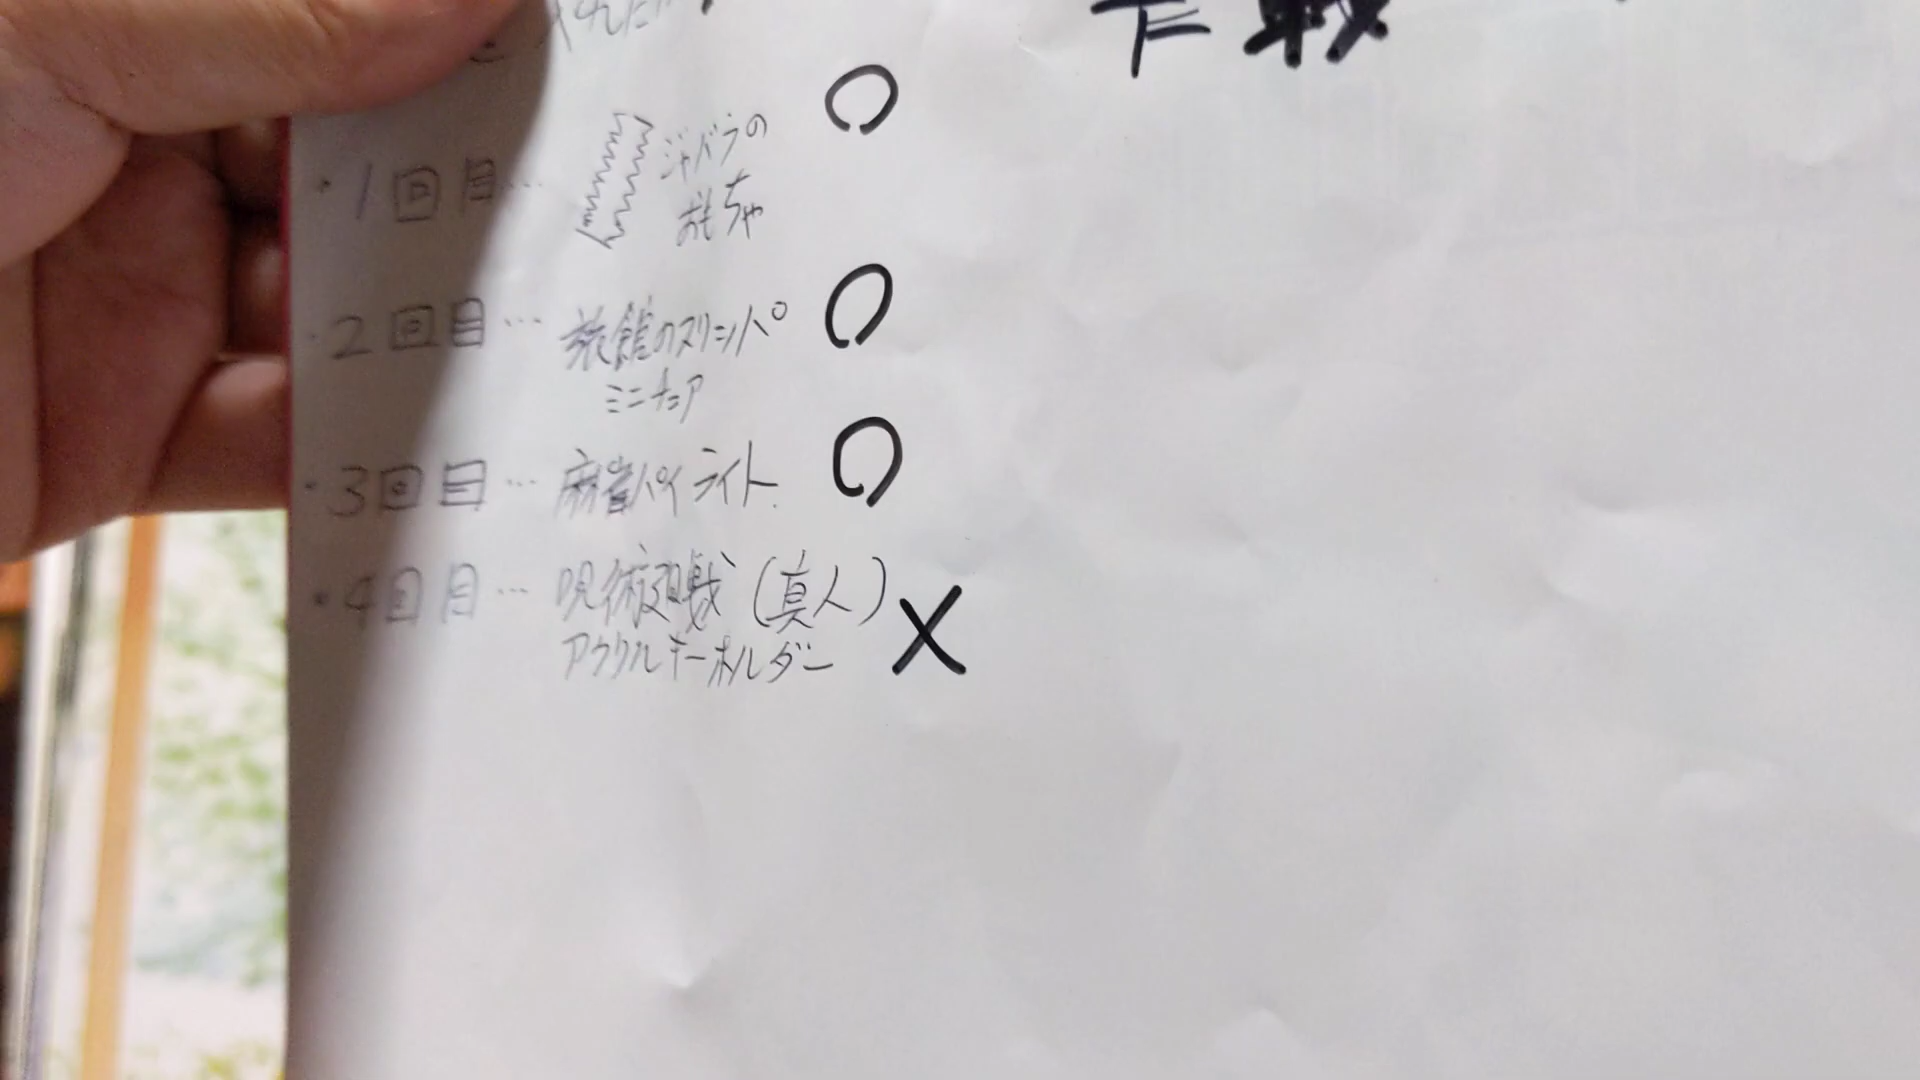 ・1回目… ジャバラの
おもちゃ ○
・2回目… 旅館のスリッパ ○
ミニチュア
・3回目… 麻雀パイライト ○
・4回目… 呪術廻戦 (真人)
アクリルキーホルダー ×